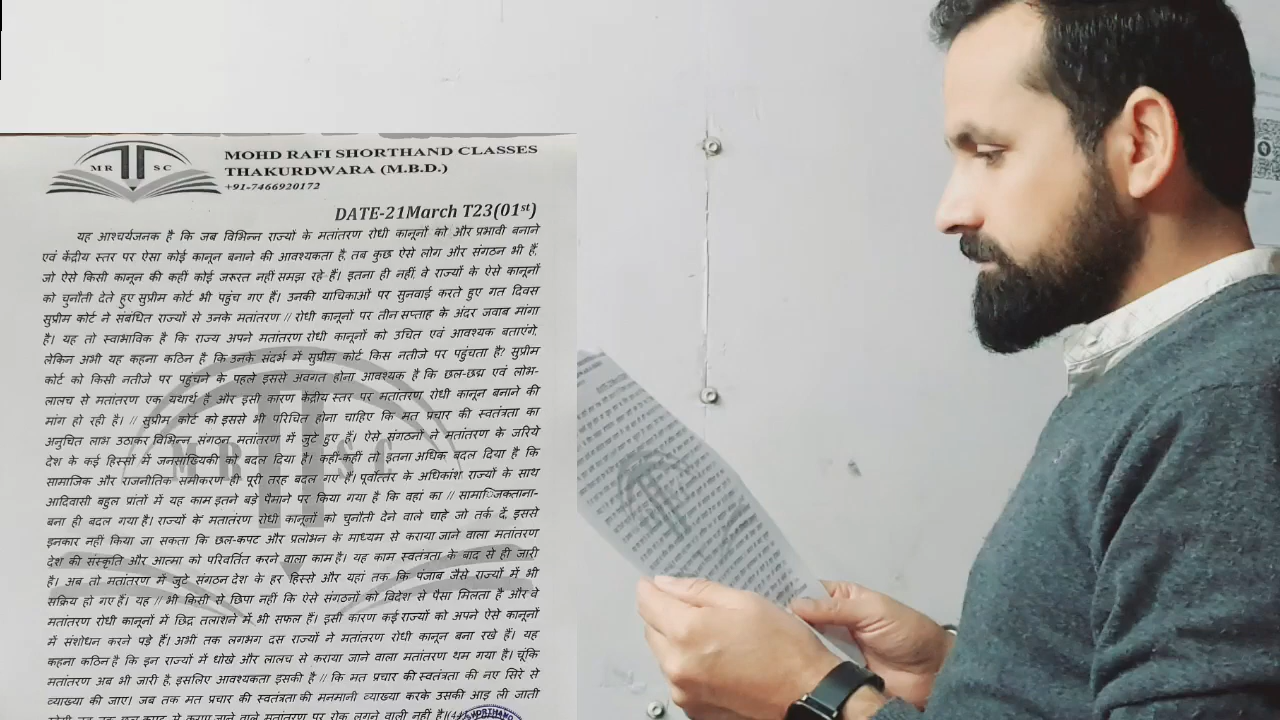 MR SC
MOHD RAFI SHORTHAND CLASSES
THAKURDWARA (M.B.D.)
+91-7466920172
DATE-21March T23(01st)
यह आश्चर्यजनक है कि जब विभिन्न राज्यों के मतांतरण रोधी कानूनों को और प्रभावी बनाने
एवं केंद्रीय स्तर पर ऐसा कोई कानून बनाने की आवश्यकता है, तब कुछ ऐसे लोग और संगठन भी हैं,
जो ऐसे किसी कानून की कहीं कोई जरूरत नहीं समझ रहे हैं। इतना ही नहीं, वे राज्यों के ऐसे कानूनों
को चुनौती देते हुए सुप्रीम कोर्ट भी पहुंच गए हैं। उनकी याचिकाओं पर सुनवाई करते हुए गत दिवस
सुप्रीम कोर्ट ने संबंधित राज्यों से उनके मतांतरण // रोधी कानूनों पर तीन सप्ताह के अंदर जवाब मांगा
है। यह तो स्वाभाविक है कि राज्य अपने मतांतरण रोधी कानूनों को उचित एवं आवश्यक बताएंगे,
लेकिन अभी यह कहना कठिन है कि उनके संदर्भ में सुप्रीम कोर्ट किस नतीजे पर पहुंचता है? सुप्रीम
कोर्ट को किसी नतीजे पर पहुंचने के पहले इससे अवगत होना आवश्यक है कि छल-छद्म एवं लोभ-
लालच से मतांतरण एक यथार्थ है और इसी कारण केंद्रीय स्तर पर मतांतरण रोधी कानून बनाने की
मांग हो रही है। // सुप्रीम कोर्ट को इससे भी परिचित होना चाहिए कि मत प्रचार की स्वतंत्रता का
अनुचित लाभ उठाकर विभिन्न संगठन मतांतरण में जुटे हुए हैं। ऐसे संगठनों ने मतांतरण के जरिये
देश के कई हिस्सों में जनसांख्यिकी को बदल दिया है। कहीं-कहीं तो इतना अधिक बदल दिया है कि
सामाजिक और राजनीतिक समीकरण ही पूरी तरह बदल गए हैं। पूर्वोत्तर के अधिकांश राज्यों के साथ
आदिवासी बहुल प्रांतों में यह काम इतने बड़े पैमाने पर किया गया है कि वहां का // सामािजकताना-
बना ही बदल गया है। राज्यों के मतातंरण रोधी कानूनों को चुनौती देने वाले चाहे जो तर्क दें, इससे
इनकार नहीं किया जा सकता कि छल-कपट और प्रलोभन के माध्यम से कराया जाने वाला मतांतरण
देश की संस्कृति और आत्मा को परिवर्तित करने वाला काम है। यह काम स्वतंत्रता के बाद से ही जारी
है। अब तो मतांतरण में जुटे संगठन देश के हर हिस्से और यहां तक कि पंजाब जैसे राज्यों में भी
सक्रिय हो गए हैं। यह // भी किसी से छिपा नहीं कि ऐसे संगठनों को विदेश से पैसा मिलता है और वे
मतांतरण रोधी कानूनों में छिद्र तलाशने में भी सफल हैं। इसी कारण कई राज्यों को अपने ऐसे कानूनों
में संशोधन करने पड़े हैं। अभी तक लगभग दस राज्यों ने मतांतरण रोधी कानून बना रखे हैं। यह
कहना कठिन है कि इन राज्यों में धोखे और लालच से कराया जाने वाला मतांतरण थम गया है। चूंकि
मतांतरण अब भी जारी है, इसलिए आवश्यकता इसकी है // कि मत प्रचार की स्वतंत्रता की नए सिरे से
व्याख्या की जाए। जब तक मत प्रचार की स्वतंत्रता की मनमानी व्याख्या करके उसकी आड़ ली जाती